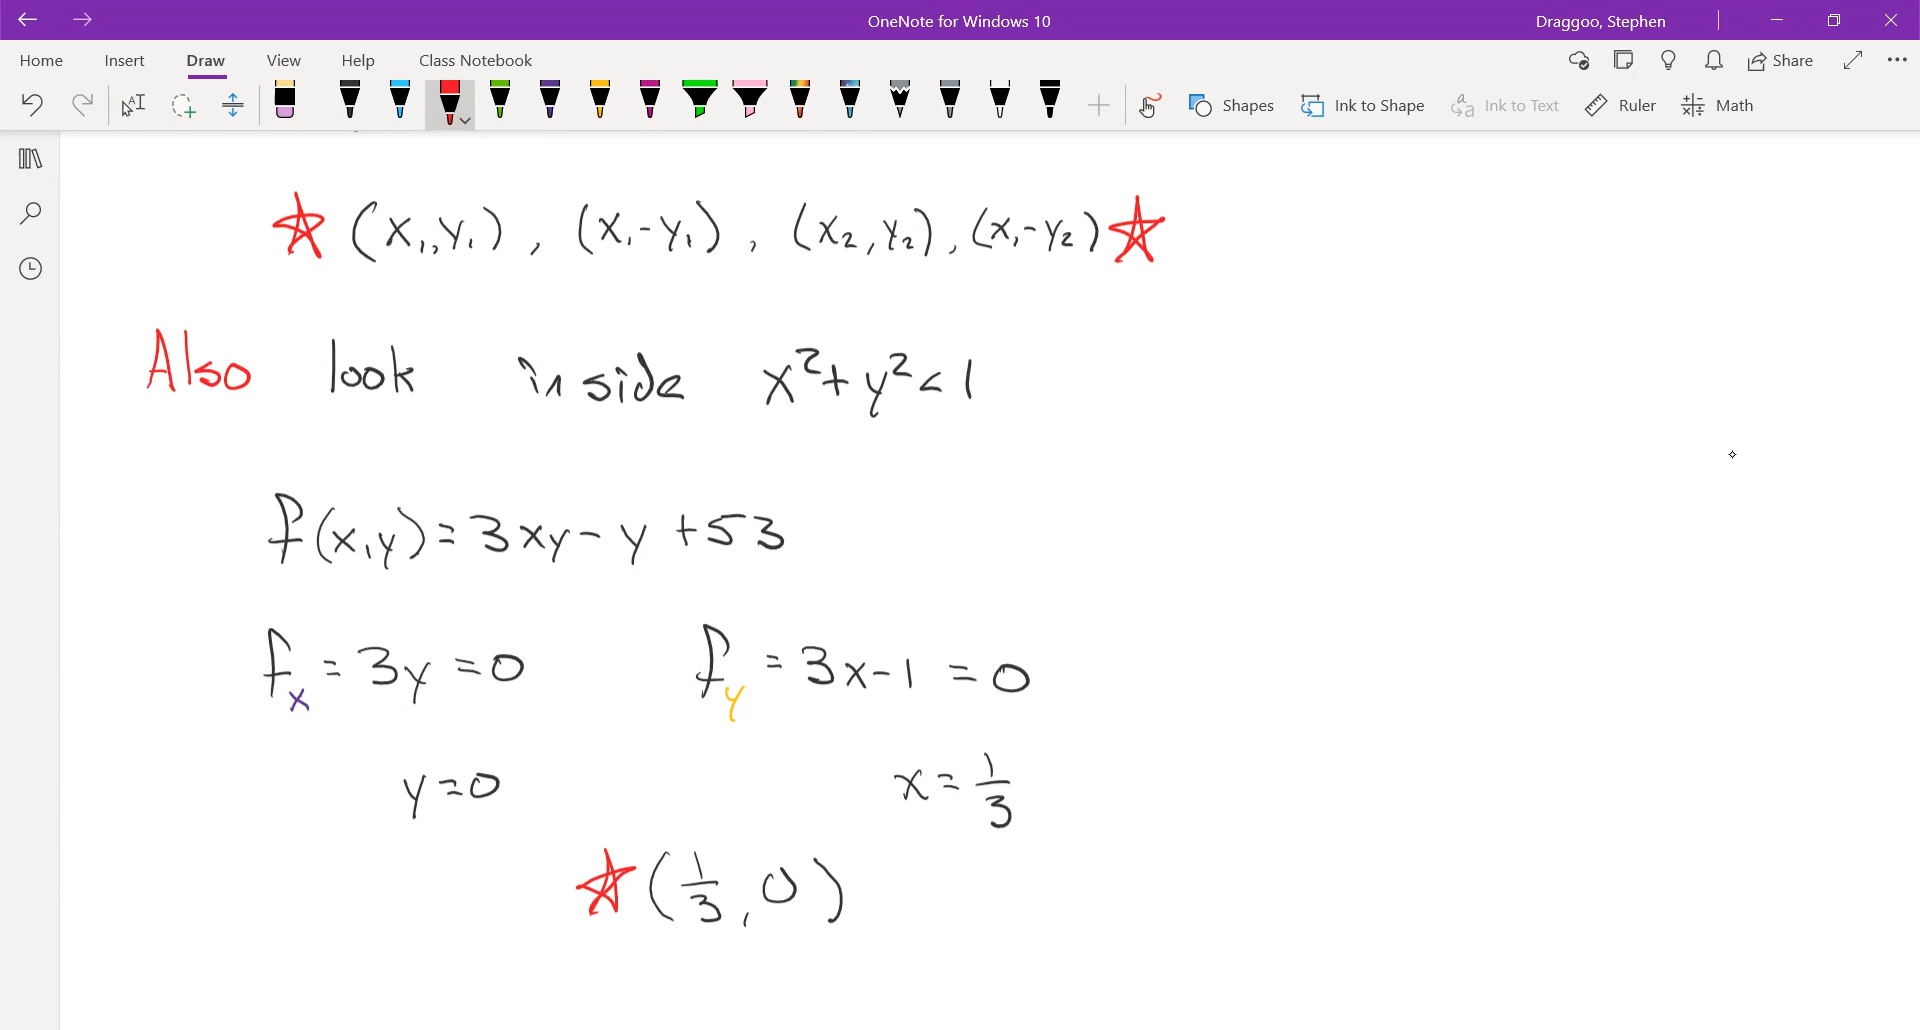 OneNote for Windows 10
Draggoo, Stephen
Home Insert Draw View Help Class Notebook
Share
Shapes Ink to Shape Ink to Text Ruler Math
(x₁,y₁), (x₁-y₁), (x₂,y₂), (x₁-y₂)
Also look inside x²+y²<1
f(x,y)=3xy-y+53
fₓ=3y=0 f_y=3x-1=0
y=0 x=1/3
(1/3,0)